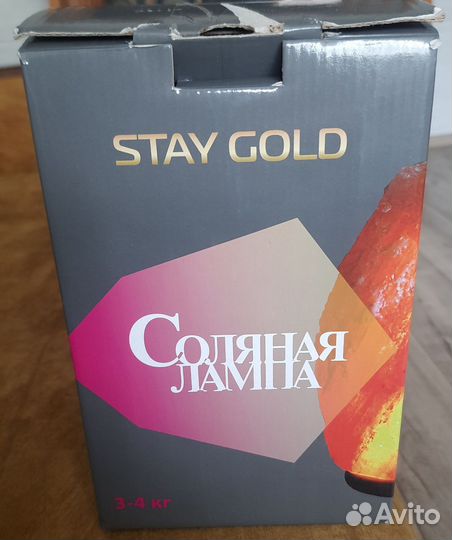 STAY GOLD
СОЛЯНАЯ
ЛАМПА
3-4 кг
Avito